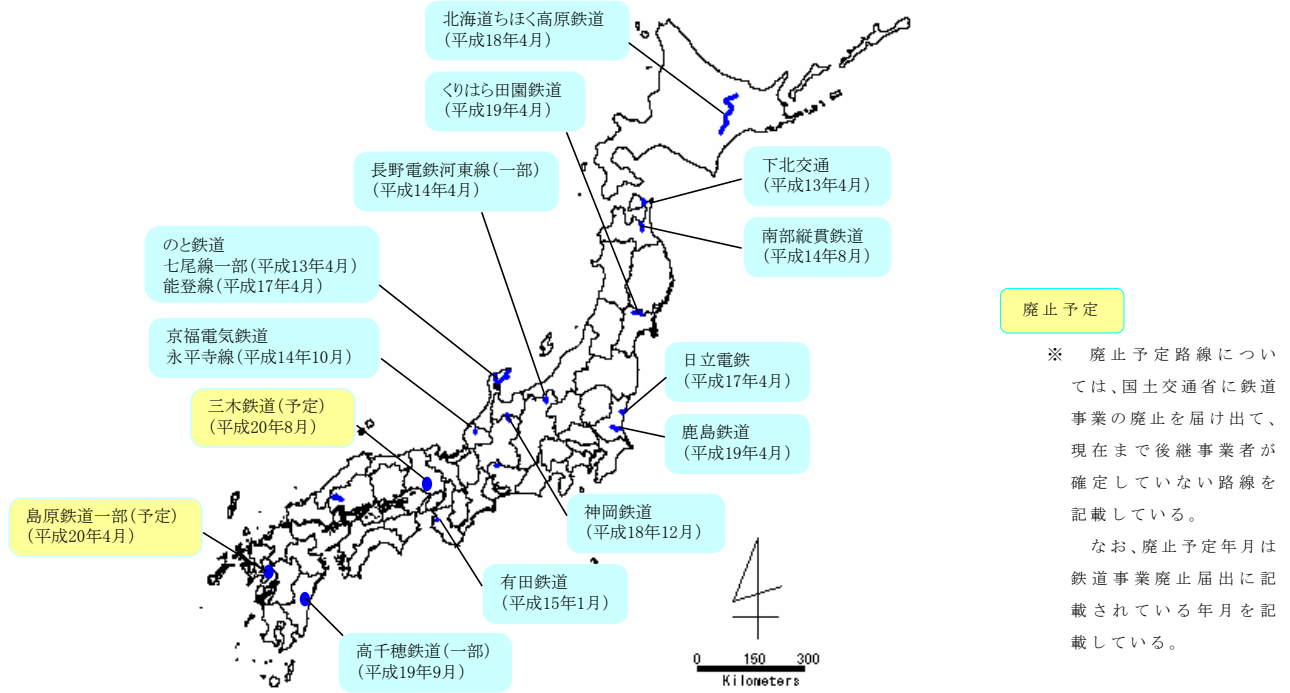 北海道ちほく高原鉄道
(平成18年4月)
くりはら田園鉄道
(平成19年4月)
長野電鉄河東線(一部)
(平成14年4月)
下北交通
(平成13年4月)
南部縦貫鉄道
(平成14年8月)
のと鉄道
七尾線一部(平成13年4月)
能登線(平成17年4月)
京福電気鉄道
永平寺線(平成14年10月)
三木鉄道(予定)
(平成20年8月)
日立電鉄
(平成17年4月)
鹿島鉄道
(平成19年4月)
島原鉄道一部(予定)
(平成20年4月)
神岡鉄道
(平成18年12月)
有田鉄道
(平成15年1月)
高千穂鉄道(一部)
(平成19年9月)
0 150 300
Kilometers
廃止予定
※ 廃止予定路線につい
ては、国土交通省に鉄道
事業の廃止を届け出て、
現在まで後継事業者が
確定していない路線を
記載している。
なお、廃止予定年月は
鉄道事業廃止届出に記
載されている年月を記
載している。